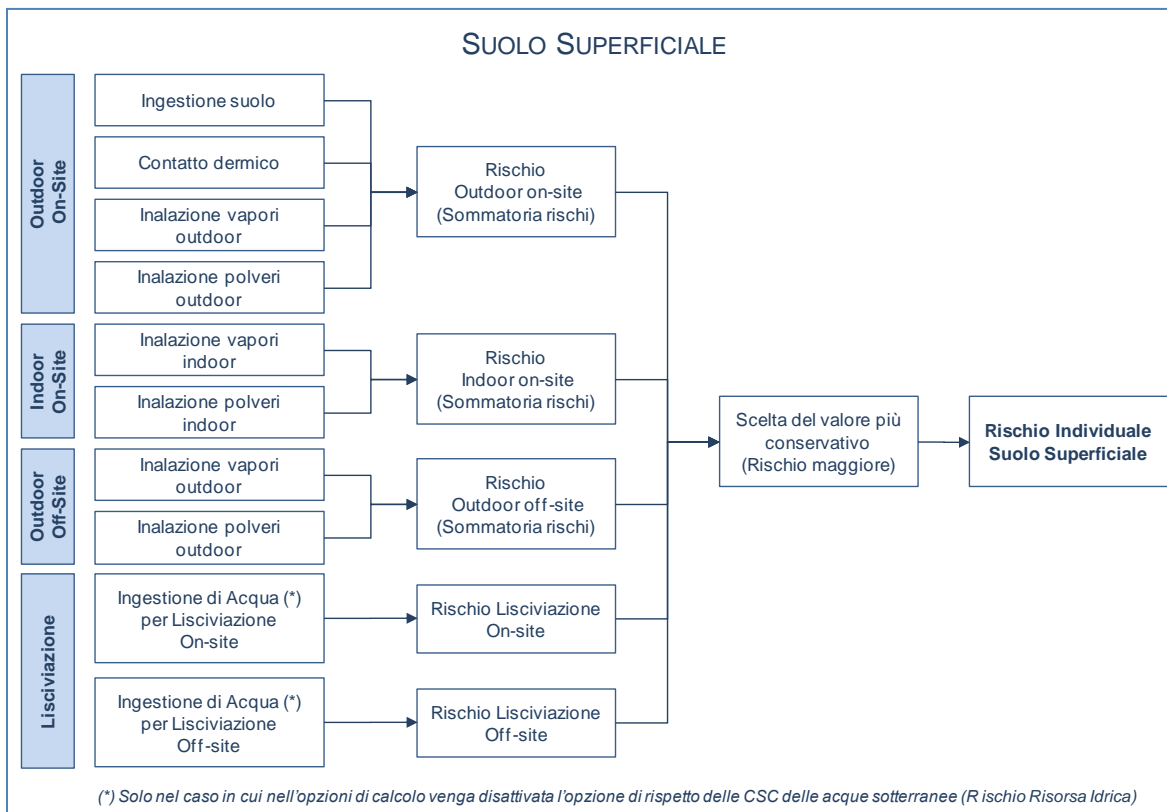 SUOLO SUPERFICIALE
Outdoor
On-Site
Ingestione suolo
Contatto dermico
Inalazione vapori
outdoor
Inalazione polveri
outdoor
Rischio
Outdoor on-site
(Sommatoria rischi)
Indoor
On-Site
Inalazione vapori
indoor
Inalazione polveri
indoor
Rischio
Indoor on-site
(Sommatoria rischi)
Outdoor
Off-Site
Inalazione vapori
outdoor
Inalazione polveri
outdoor
Rischio
Outdoor off-site
(Sommatoria rischi)
Lisciviazione
Ingestione di Acqua (*)
per Lisciviazione
On-site
Rischio Lisciviazione
On-site
Ingestione di Acqua (*)
per Lisciviazione
Off-site
Rischio Lisciviazione
Off-site
Scelta del valore più
conservativo
(Rischio maggiore)
Rischio Individuale
Suolo Superficiale
(*) Solo nel caso in cui nell'opzioni di calcolo venga disattivata l'opzione di rispetto delle CSC delle acque sotterranee (R ischio Risorsa Idrica)